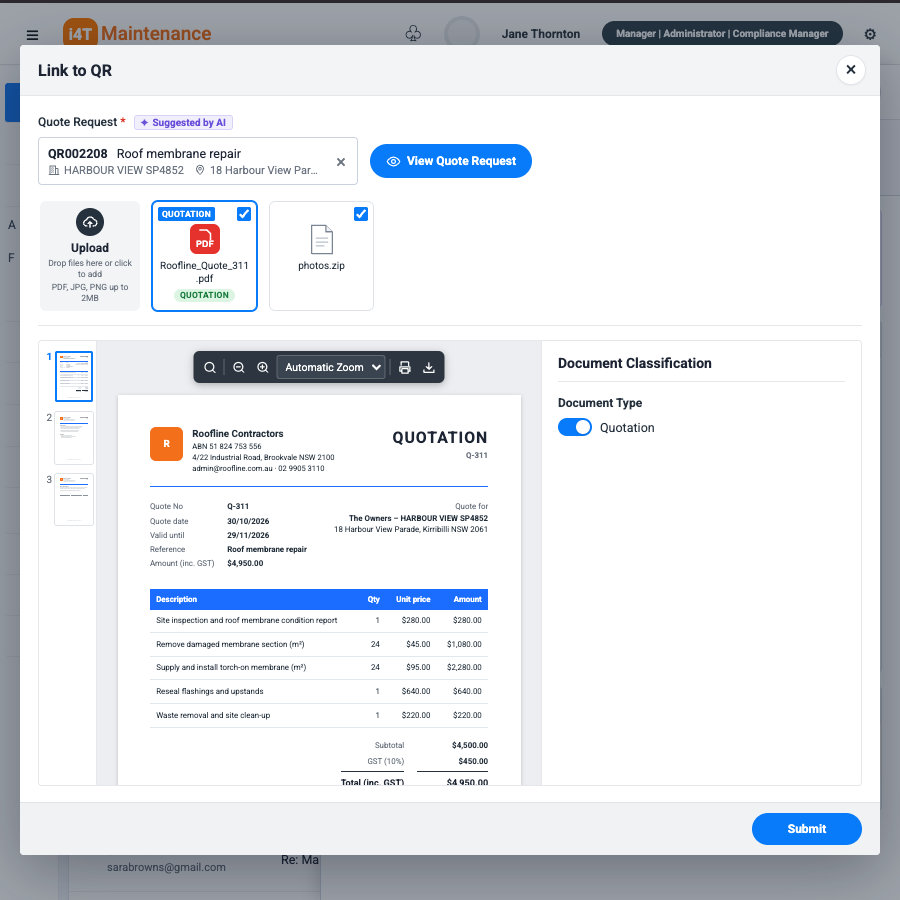 i4T Maintenance
Jane Thornton
Manager | Administrator | Compliance Manager
Link to QR
Quote Request *
Suggested by AI
QR002208 Roof membrane repair
HARBOUR VIEW SP4852 18 Harbour View Par...
View Quote Request
Upload
Drop files here or click
to add
PDF, JPG, PNG up to
2MB
QUOTATION
PDF
Roofline_Quote_311
.pdf
QUOTATION
photos.zip
A
F
1
2
3
Automatic Zoom
R
Roofline Contractors
ABN 51 824 753 556
4/22 Industrial Road, Brookvale NSW 2100
admin@roofline.com.au · 02 9905 3110
QUOTATION
Q-311
Quote No Q-311
Quote date 30/10/2026
Valid until 29/11/2026
Reference Roof membrane repair
Amount (inc. GST) $4,950.00
Quote for
The Owners – HARBOUR VIEW SP4852
18 Harbour View Parade, Kirribilli NSW 2061
Description Qty Unit price Amount
Site inspection and roof membrane condition report 1 $280.00 $280.00
Remove damaged membrane section (m²) 24 $45.00 $1,080.00
Supply and install torch-on membrane (m²) 24 $95.00 $2,280.00
Reseal flashings and upstands 1 $640.00 $640.00
Waste removal and site clean-up 1 $220.00 $220.00
Subtotal $4,500.00
GST (10%) $450.00
Total (inc. GST) $4,950.00
Document Classification
Document Type
Quotation
Submit
sarabrowns@gmail.com
Re: Ma